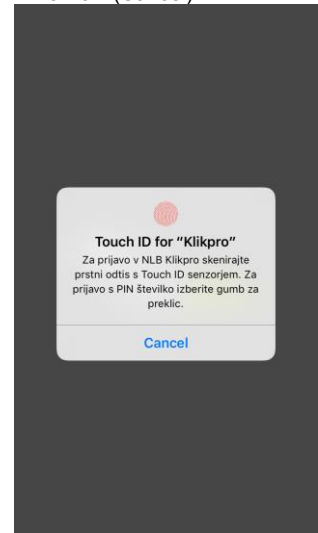 Touch ID for "Klikpro"
Za prijavo v NLB Klikpro skenirajte
prstni odtis s Touch ID senzorjem. Za
prijavo s PIN številko izberite gumb za
preklic.
Cancel